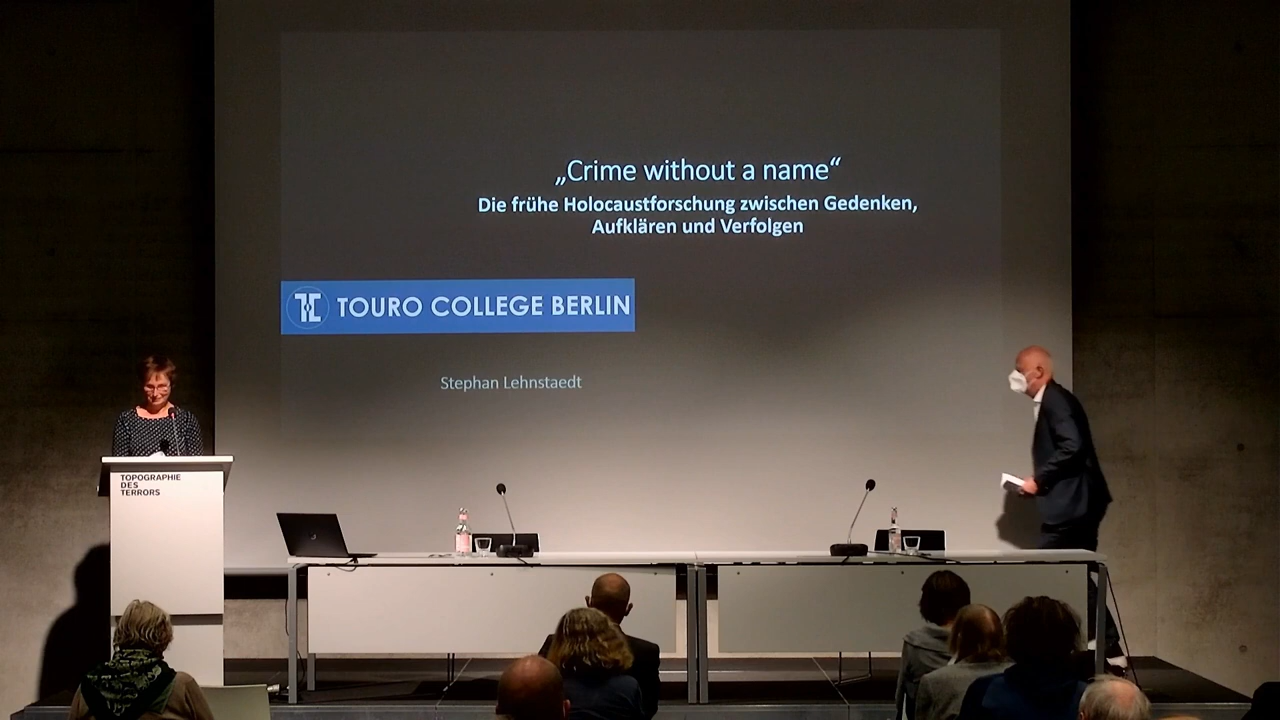 „Crime without a name“
Die frühe Holocaustforschung zwischen Gedenken,
Aufklären und Verfolgen
TC TOURO COLLEGE BERLIN
Stephan Lehnstaedt
TOPOGRAPHIE
DES
TERRORS